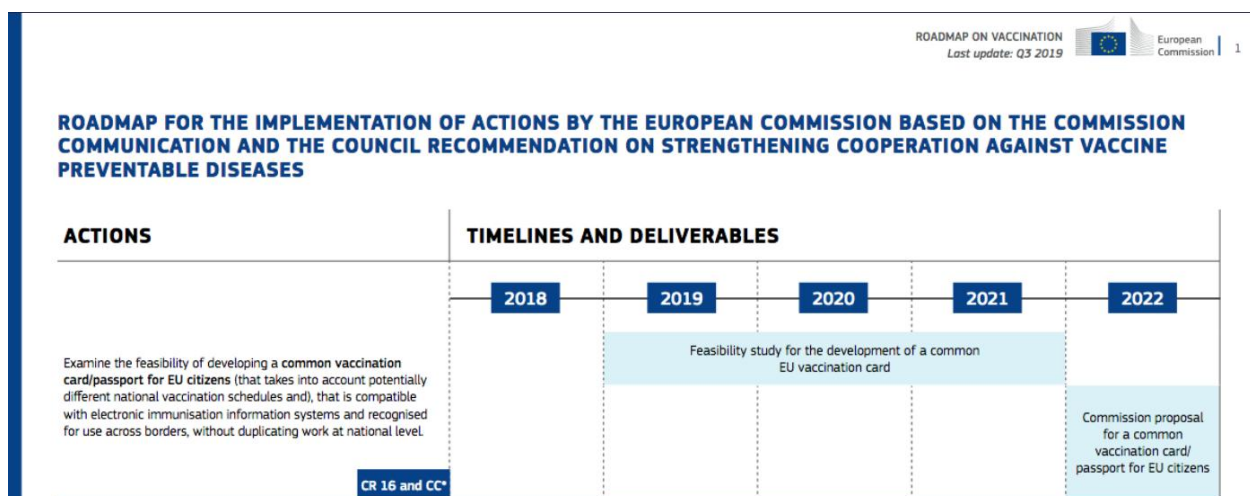 ROADMAP ON VACCINATION
Last update: Q3 2019
European
Commission
1
ROADMAP FOR THE IMPLEMENTATION OF ACTIONS BY THE EUROPEAN COMMISSION BASED ON THE COMMISSION
COMMUNICATION AND THE COUNCIL RECOMMENDATION ON STRENGTHENING COOPERATION AGAINST VACCINE
PREVENTABLE DISEASES
ACTIONS
TIMELINES AND DELIVERABLES
2018
2019
2020
2021
2022
Examine the feasibility of developing a common vaccination
card/passport for EU citizens (that takes into account potentially
different national vaccination schedules and), that is compatible
with electronic immunisation information systems and recognised
for use across borders, without duplicating work at national level.
CR 16 and CC*
Feasibility study for the development of a common
EU vaccination card
Commission proposal
for a common
vaccination card/
passport for EU citizens